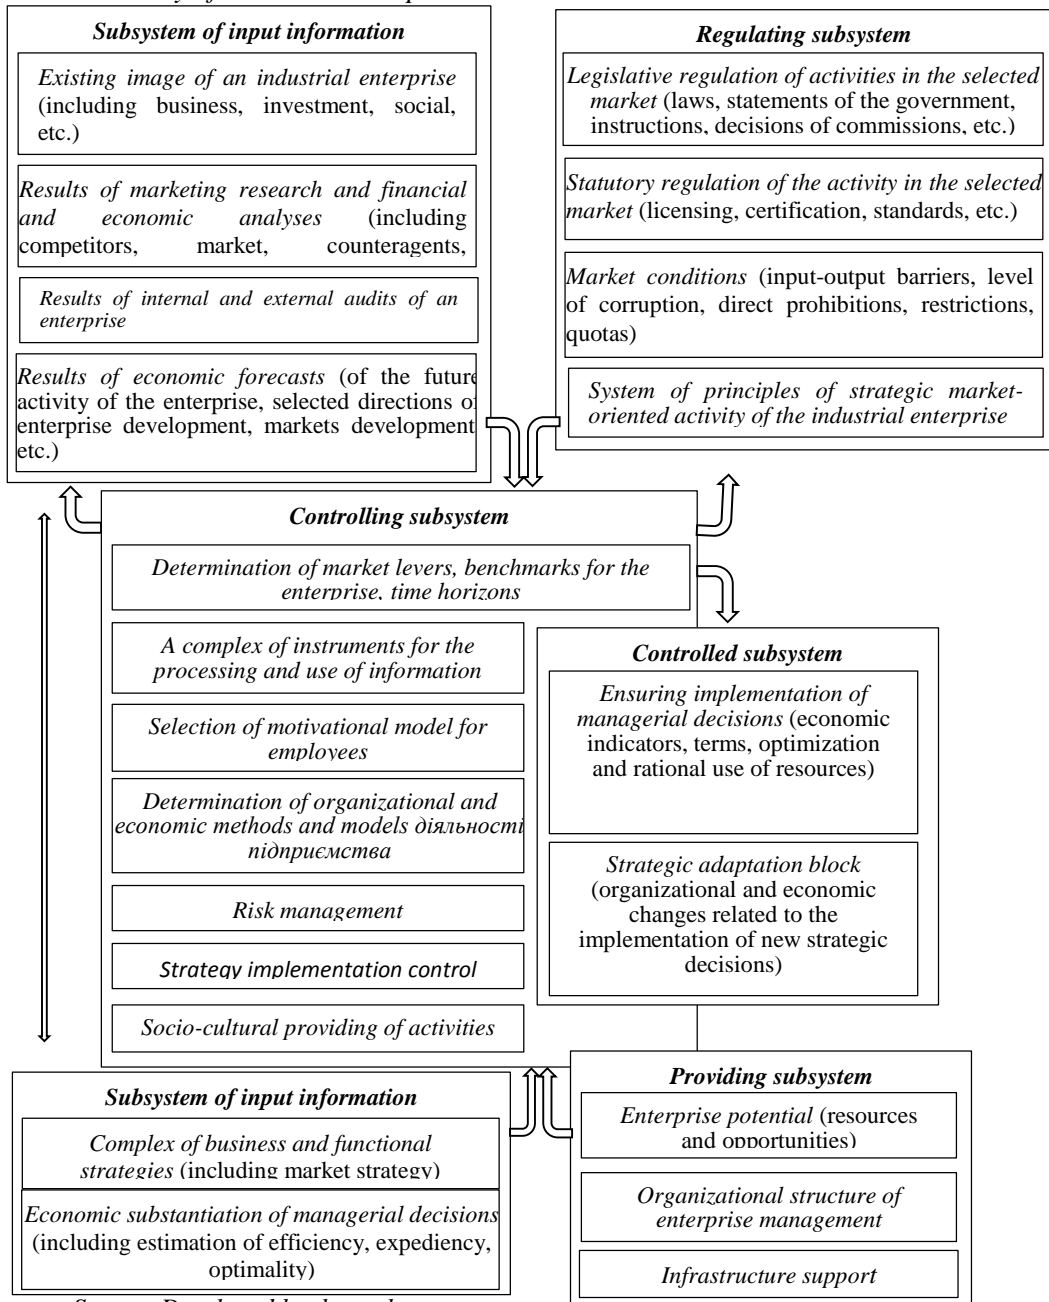 Subsystem of input information
Existing image of an industrial enterprise
(including business, investment, social,
etc.)
Results of marketing research and financial
and economic analyses (including
competitors, market, counteragents,
Results of internal and external audits of an
enterprise
Results of economic forecasts (of the future
activity of the enterprise, selected directions of
enterprise development, markets development
etc.)
Regulating subsystem
Legislative regulation of activities in the selected
market (laws, statements of the government,
instructions, decisions of commissions, etc.)
Statutory regulation of the activity in the selected
market (licensing, certification, standards, etc.)
Market conditions (input-output barriers, level
of corruption, direct prohibitions, restrictions,
quotas)
System of principles of strategic market-
oriented activity of the industrial enterprise
Controlling subsystem
Determination of market levers, benchmarks for the
enterprise, time horizons
A complex of instruments for the
processing and use of information
Selection of motivational model for
employees
Determination of organizational and
economic methods and models діяльності
підприємства
Risk management
Strategy implementation control
Socio-cultural providing of activities
Controlled subsystem
Ensuring implementation of
managerial decisions (economic
indicators, terms, optimization
and rational use of resources)
Strategic adaptation block
(organizational and economic
changes related to the
implementation of new strategic
decisions)
Subsystem of input information
Complex of business and functional
strategies (including market strategy)
Economic substantiation of managerial decisions
(including estimation of efficiency, expediency,
optimality)
Providing subsystem
Enterprise potential (resources
and opportunities)
Organizational structure of
enterprise management
Infrastructure support